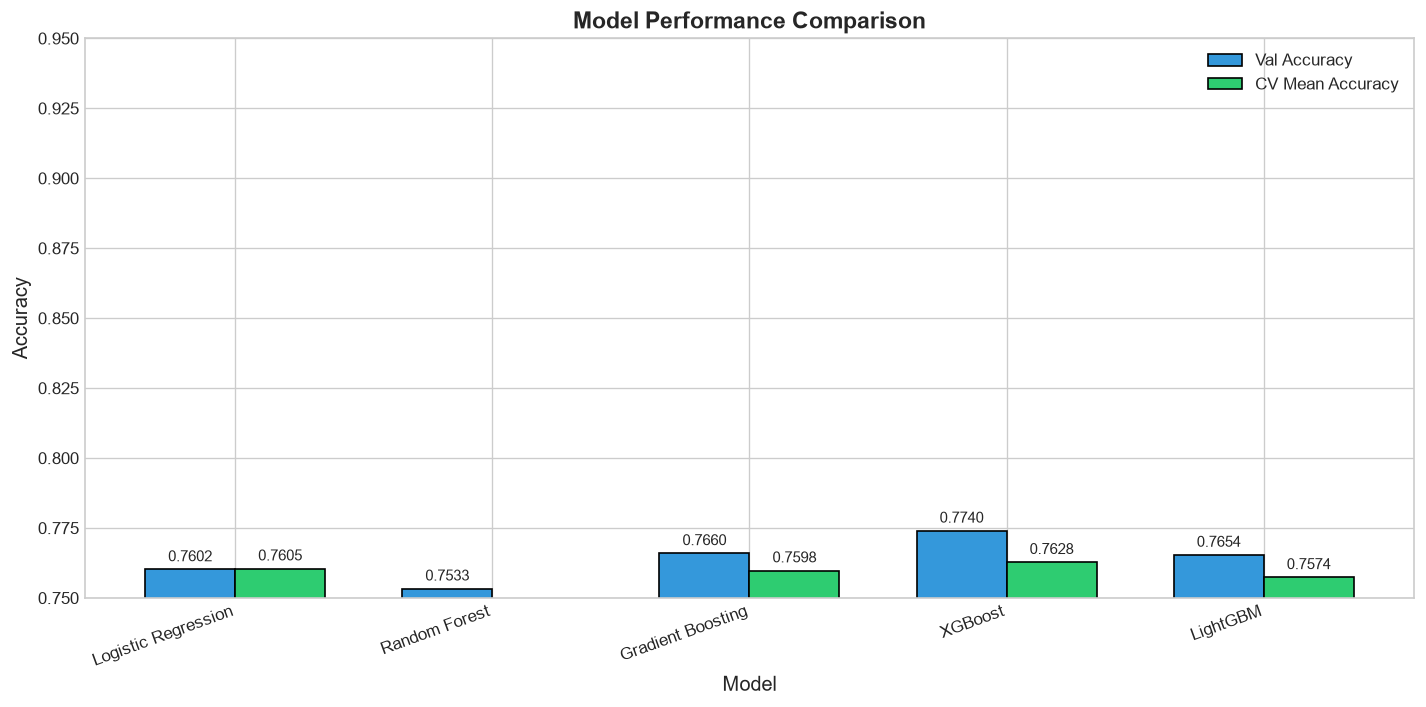 Model Performance Comparison
Val Accuracy
CV Mean Accuracy
Accuracy
0.950
0.925
0.900
0.875
0.850
0.825
0.800
0.775
0.750
0.7602
0.7605
0.7533
0.7660
0.7598
0.7740
0.7628
0.7654
0.7574
Logistic Regression
Random Forest
Gradient Boosting
XGBoost
LightGBM
Model